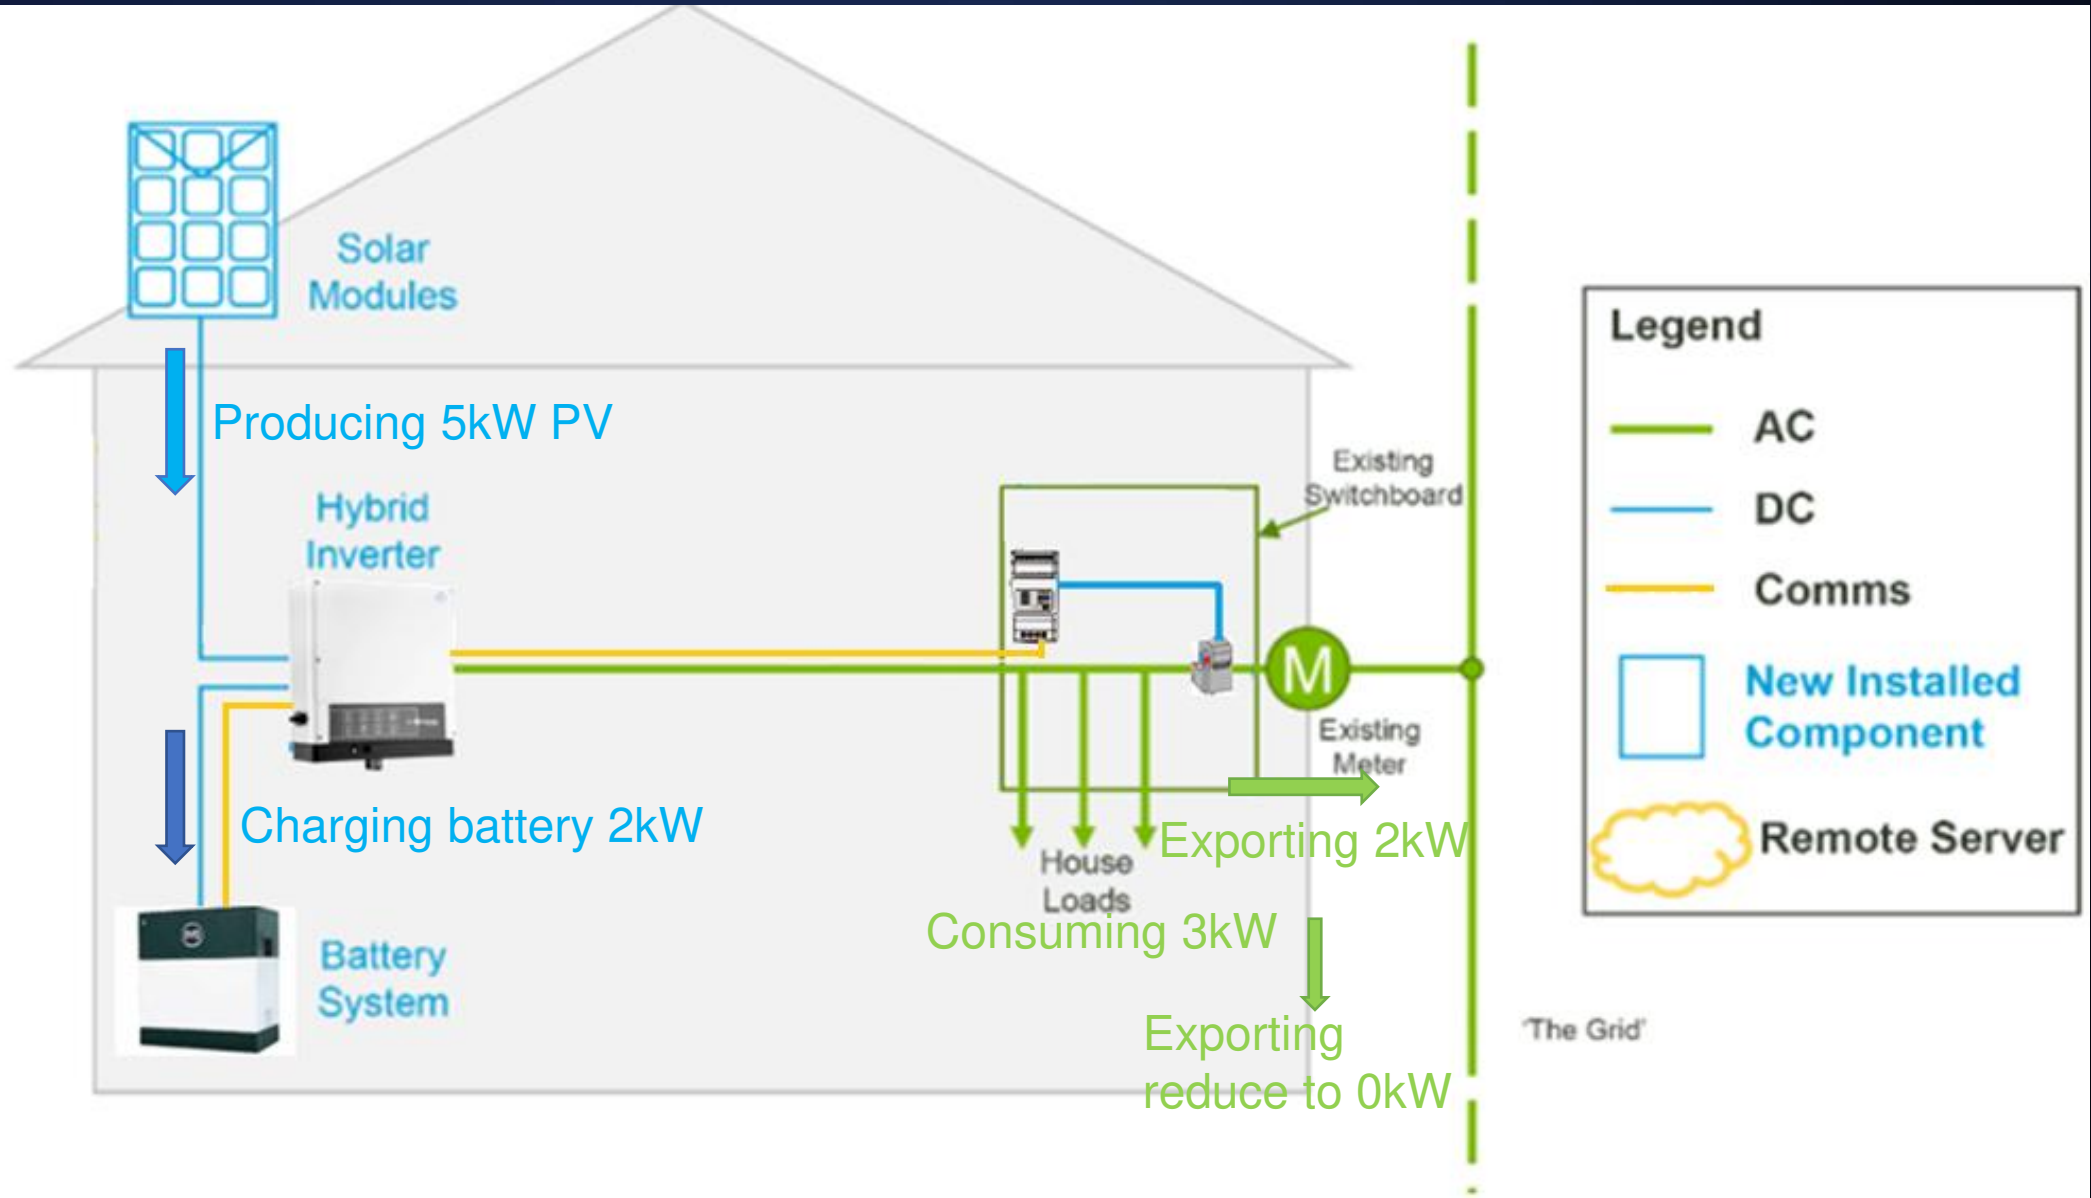 Solar
Modules
Producing 5kW PV
Hybrid
Inverter
Charging battery 2kW
Battery
System
Existing
Switchboard
M
Existing
Meter
Exporting 2kW
House
Loads
Consuming 3kW
Exporting
reduce to 0kW
'The Grid'
Legend
AC
DC
Comms
New Installed
Component
Remote Server